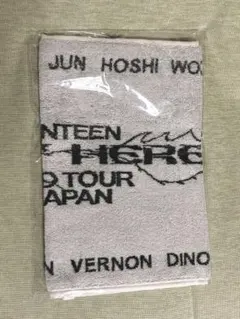 JUN HOSHI WO
NTEEN
HERE
TOUR
APAN
N VERNON DINO